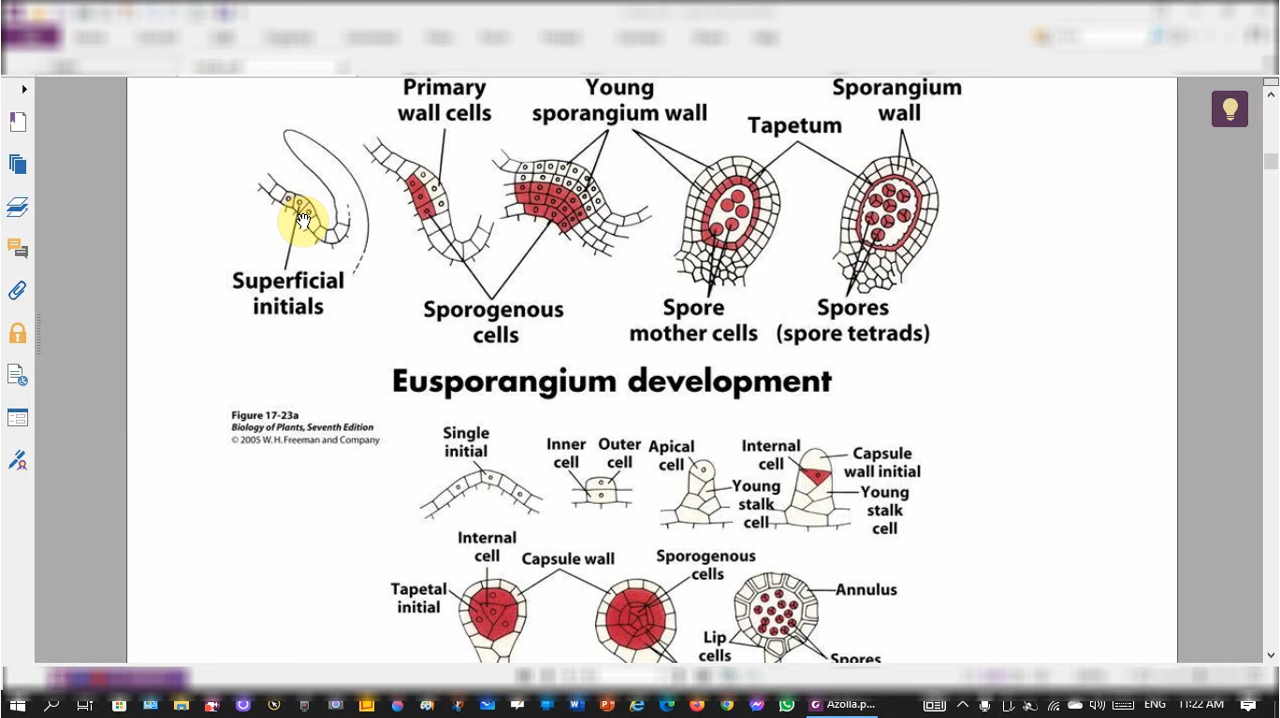 Primary
wall cells
Young
sporangium wall
Tapetum
Sporangium
wall
Superficial
initials
Sporogenous
cells
Spore
mother cells
Spores
(spore tetrads)
Eusporangium development
Figure 17-23a
Biology of Plants, Seventh Edition
© 2005 W. H. Freeman and Company
Single
initial
Inner
cell
Outer
cell
Apical
cell
Young
stalk
cell
Internal
cell
Capsule
wall initial
Young
stalk
cell
Internal
cell
Capsule wall
Sporogenous
cells
Tapetal
initial
Annulus
Lip
cells
Spores
Azolla.p...
ENG
11:22 AM